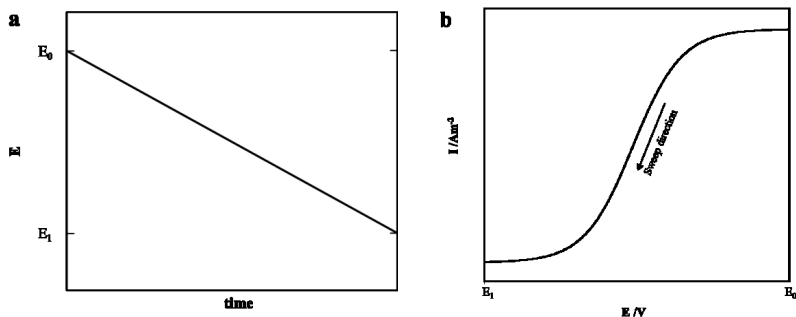 a
E₀
E
E₁
time
b
I /Am⁻²
Sweep direction
E₁
E₀
E /V